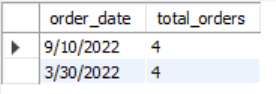 order_date total_orders
9/10/2022 4
3/30/2022 4